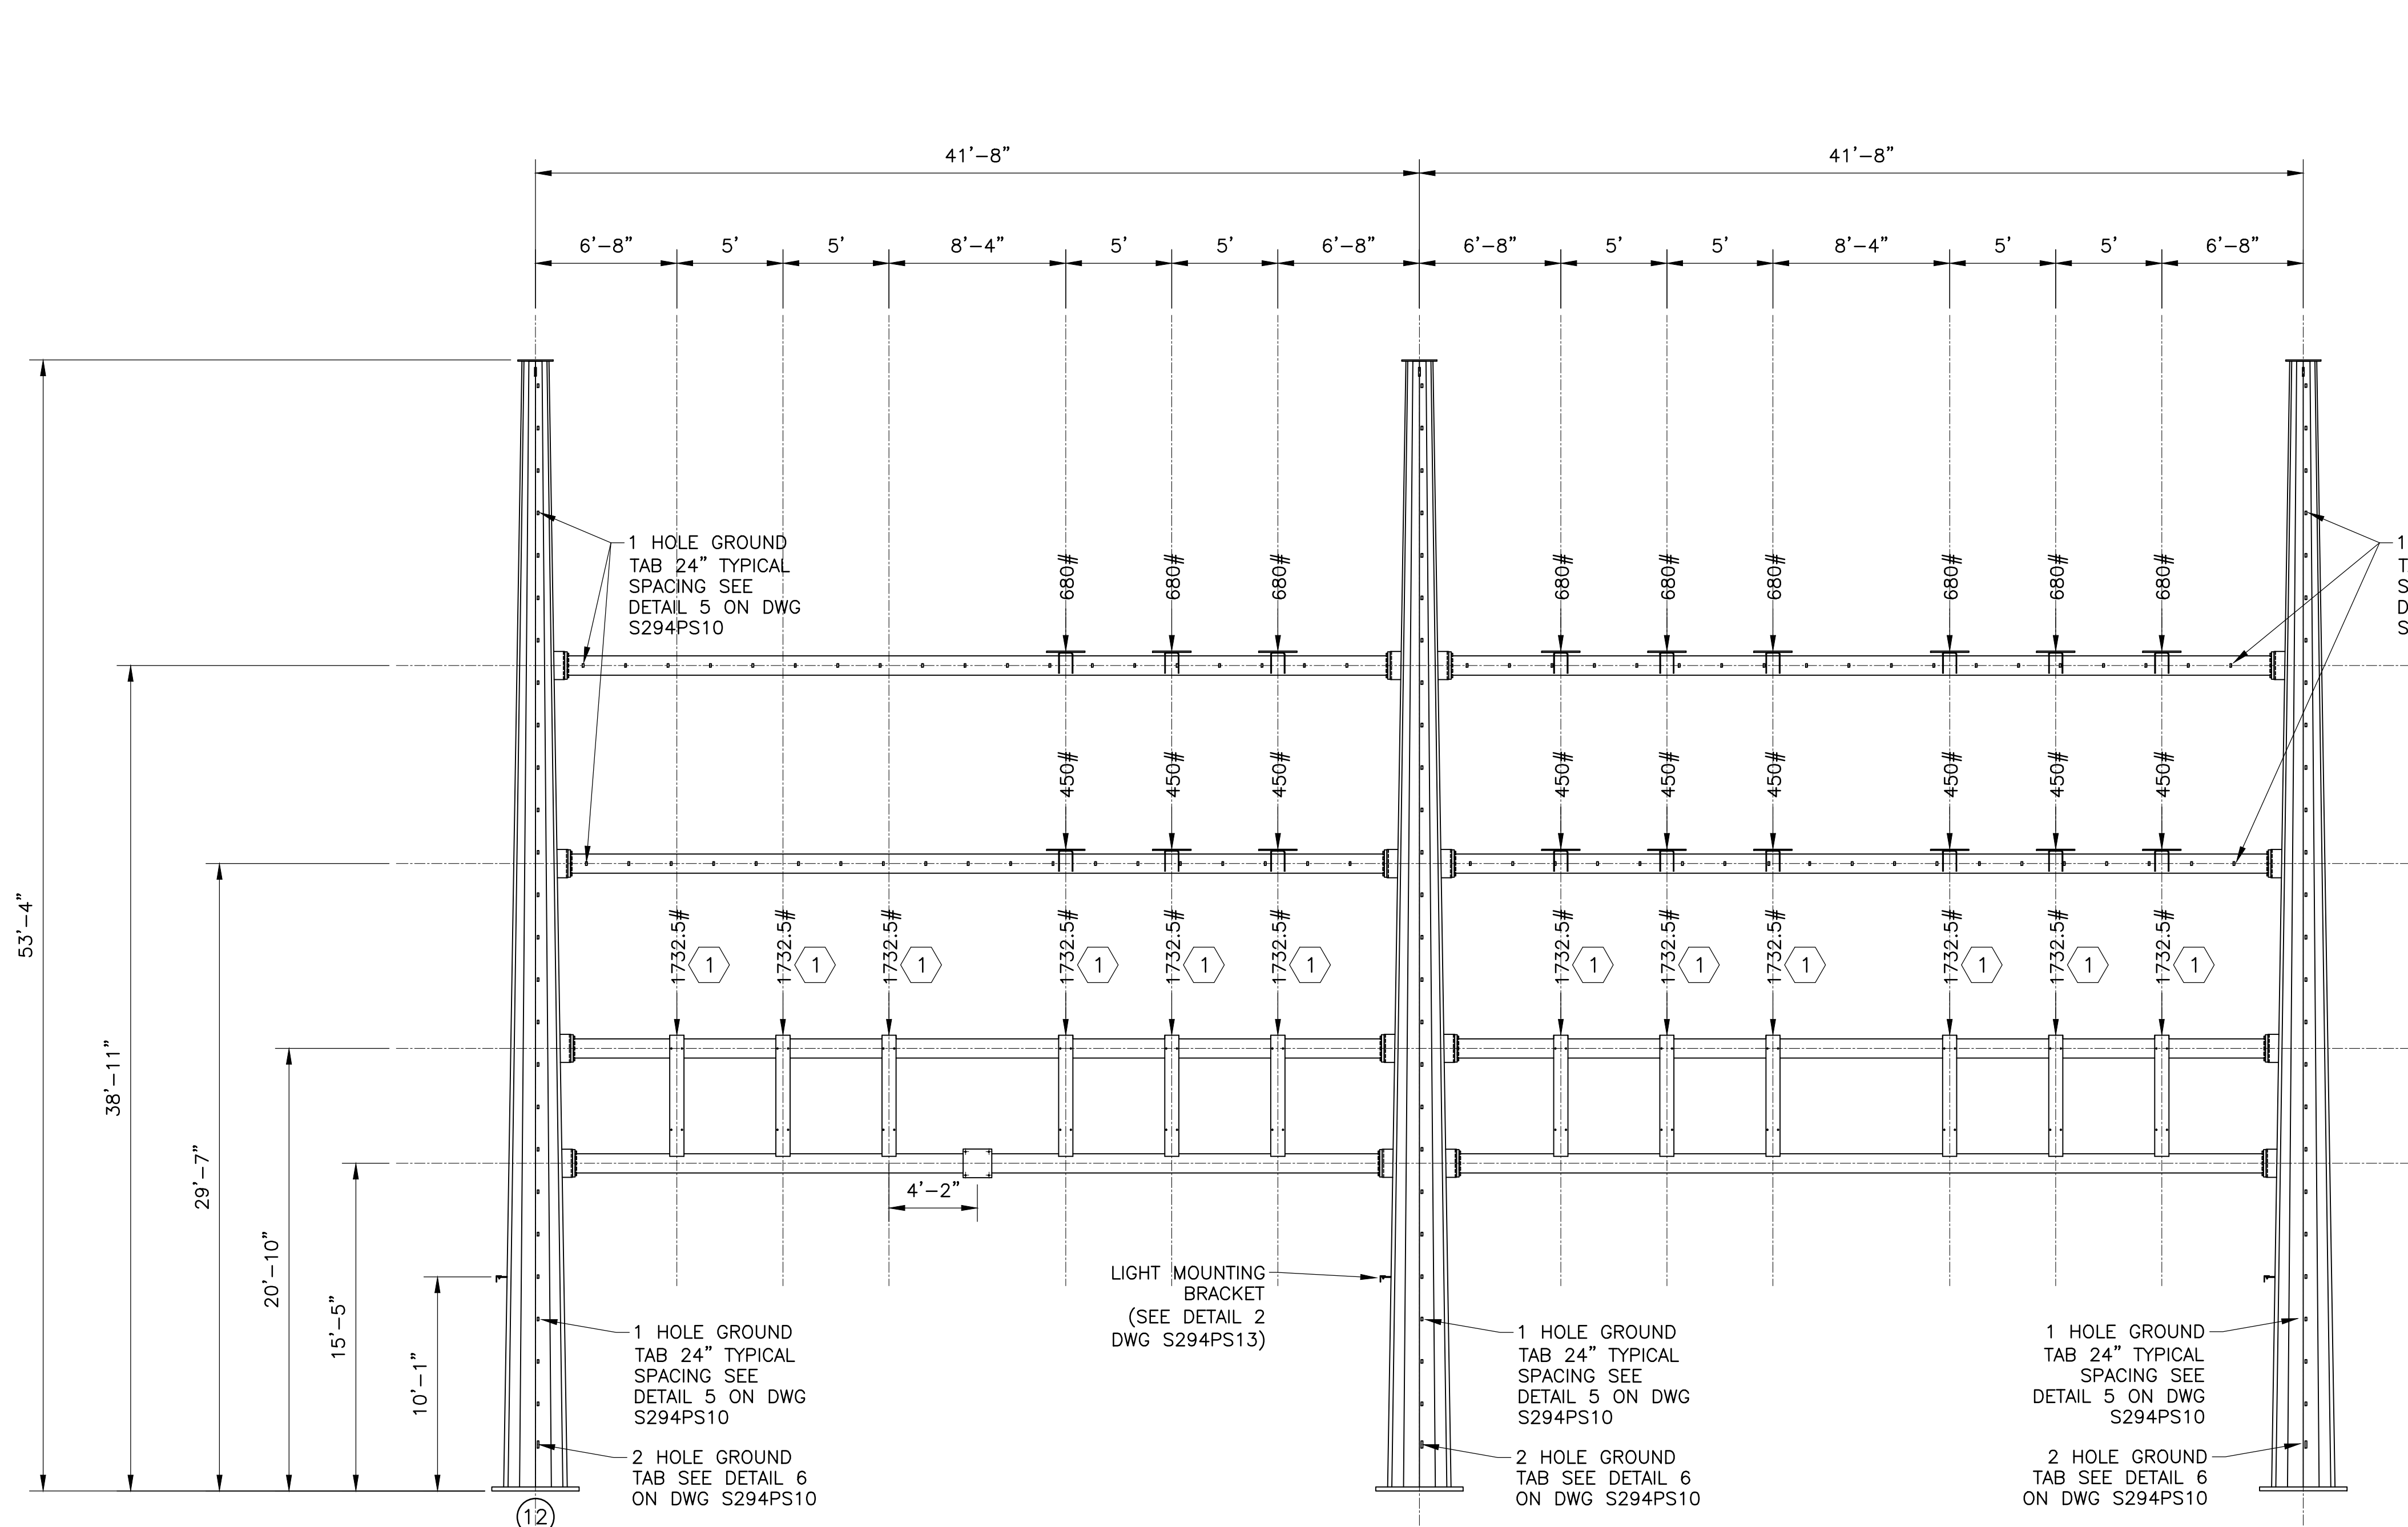 41'-8"
41'-8"
6'-8"
5'
5'
8'-4"
5'
5'
6'-8"
6'-8"
5'
5'
8'-4"
5'
5'
6'-8"
1 HOLE GROUND
TAB 24" TYPICAL
SPACING SEE
DETAIL 5 ON DWG
S294PS10
680#
680#
680#
680#
680#
680#
680#
680#
680#
1
T
S
D
S
450#
450#
450#
450#
450#
450#
450#
450#
450#
1732.5#
1
1732.5#
1
1732.5#
1
1732.5#
1
1732.5#
1
1732.5#
1
1732.5#
1
1732.5#
1
1732.5#
1
1732.5#
1
1732.5#
1
1732.5#
1
53'-4"
38'-11"
29'-7"
20'-10"
15'-5"
10'-1"
4'-2"
LIGHT MOUNTING
BRACKET
(SEE DETAIL 2
DWG S294PS13)
1 HOLE GROUND
TAB 24" TYPICAL
SPACING SEE
DETAIL 5 ON DWG
S294PS10
2 HOLE GROUND
TAB SEE DETAIL 6
ON DWG S294PS10
1 HOLE GROUND
TAB 24" TYPICAL
SPACING SEE
DETAIL 5 ON DWG
S294PS10
2 HOLE GROUND
TAB SEE DETAIL 6
ON DWG S294PS10
1 HOLE GROUND
TAB 24" TYPICAL
SPACING SEE
DETAIL 5 ON DWG
S294PS10
2 HOLE GROUND
TAB SEE DETAIL 6
ON DWG S294PS10
12